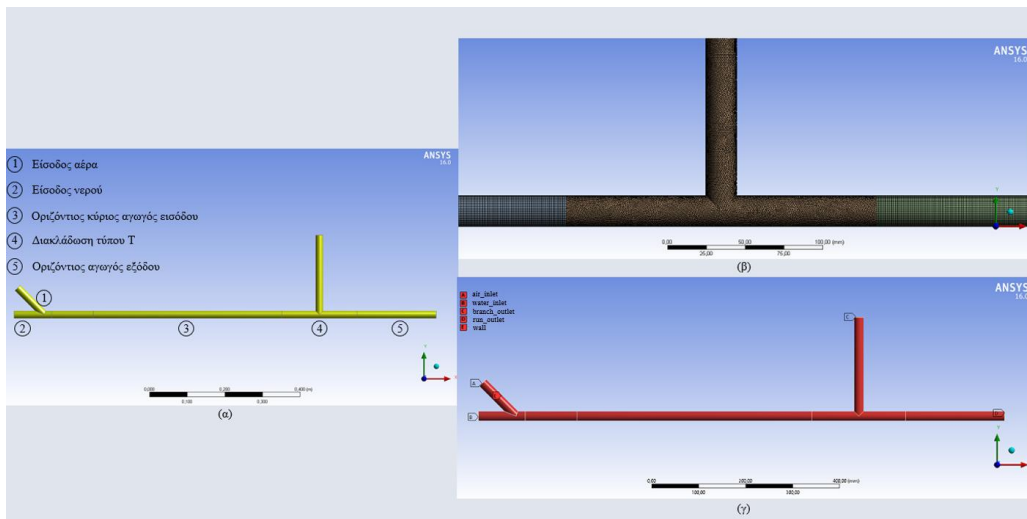 ANSYS
16.0
① Είσοδος αέρα
② Είσοδος νερού
③ Οριζόντιος κύριος αγωγός εισόδου
④ Διακλάδωση τύπου Τ
⑤ Οριζόντιος αγωγός εξόδου
① 
② ③ ④ ⑤
0,000 0,200 0,400 (m)
0,100 0,300
(α)
ANSYS
16.0
Y
0,00 50,00 100,00 (mm)
25,00 75,00
(β)
ANSYS
16.0
A air_inlet
B water_inlet
C branch_outlet
D run_outlet
wall
C
A
B
D
0,00 200,00 400,00 (mm)
100,00 300,00
(γ)